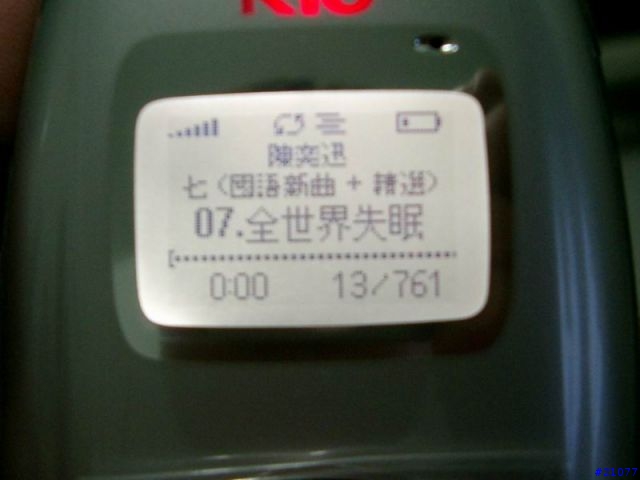 Rio
陳奕迅
七（國語新曲 + 精選）
07.全世界失眠
0:00 13/761
#21077